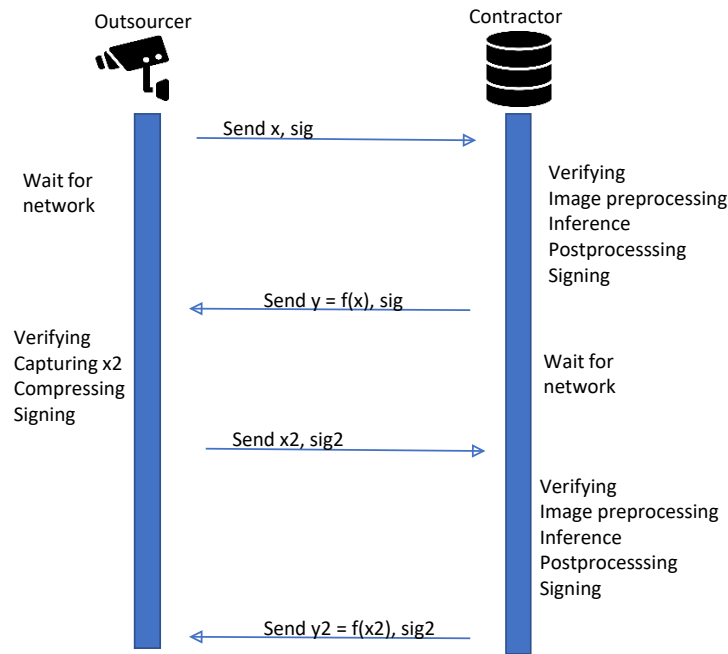 Outsourcer
Contractor
Send x, sig
Wait for
network
Verifying
Image preprocessing
Inference
Postprocesssing
Signing
Send y = f(x), sig
Verifying
Capturing x2
Compressing
Signing
Wait for
network
Send x2, sig2
Verifying
Image preprocessing
Inference
Postprocesssing
Signing
Send y2 = f(x2), sig2